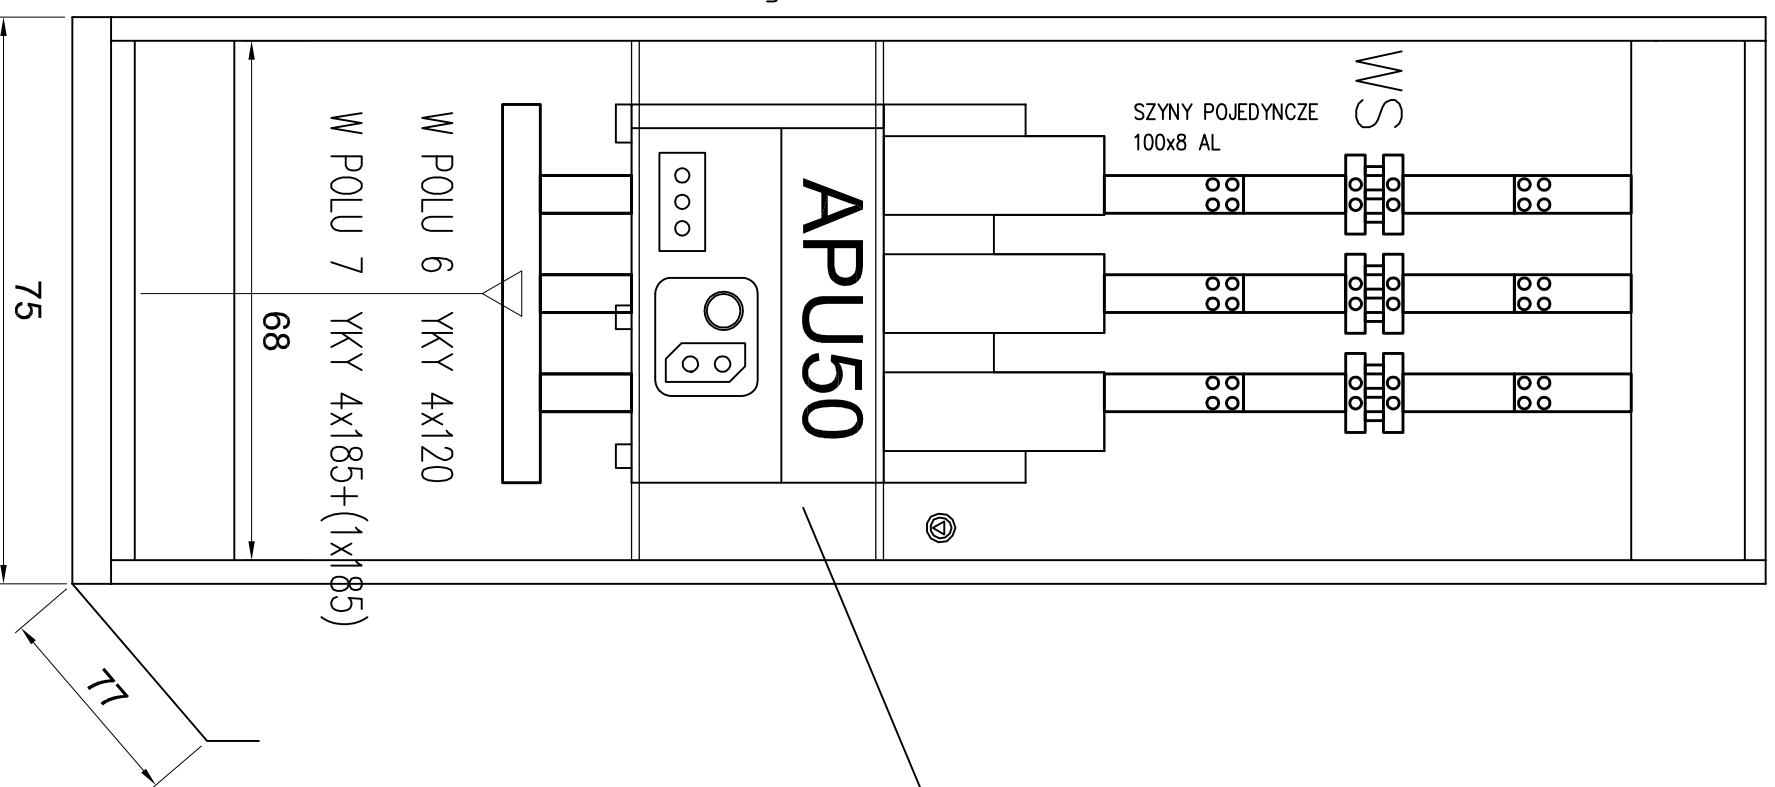 WS
SZYNY POJEDYNCZE
100x8 AL
APU50
W POLU 6 YKY 4x120
W POLU 7 YKY 4x185+(1x185)
68
75
77